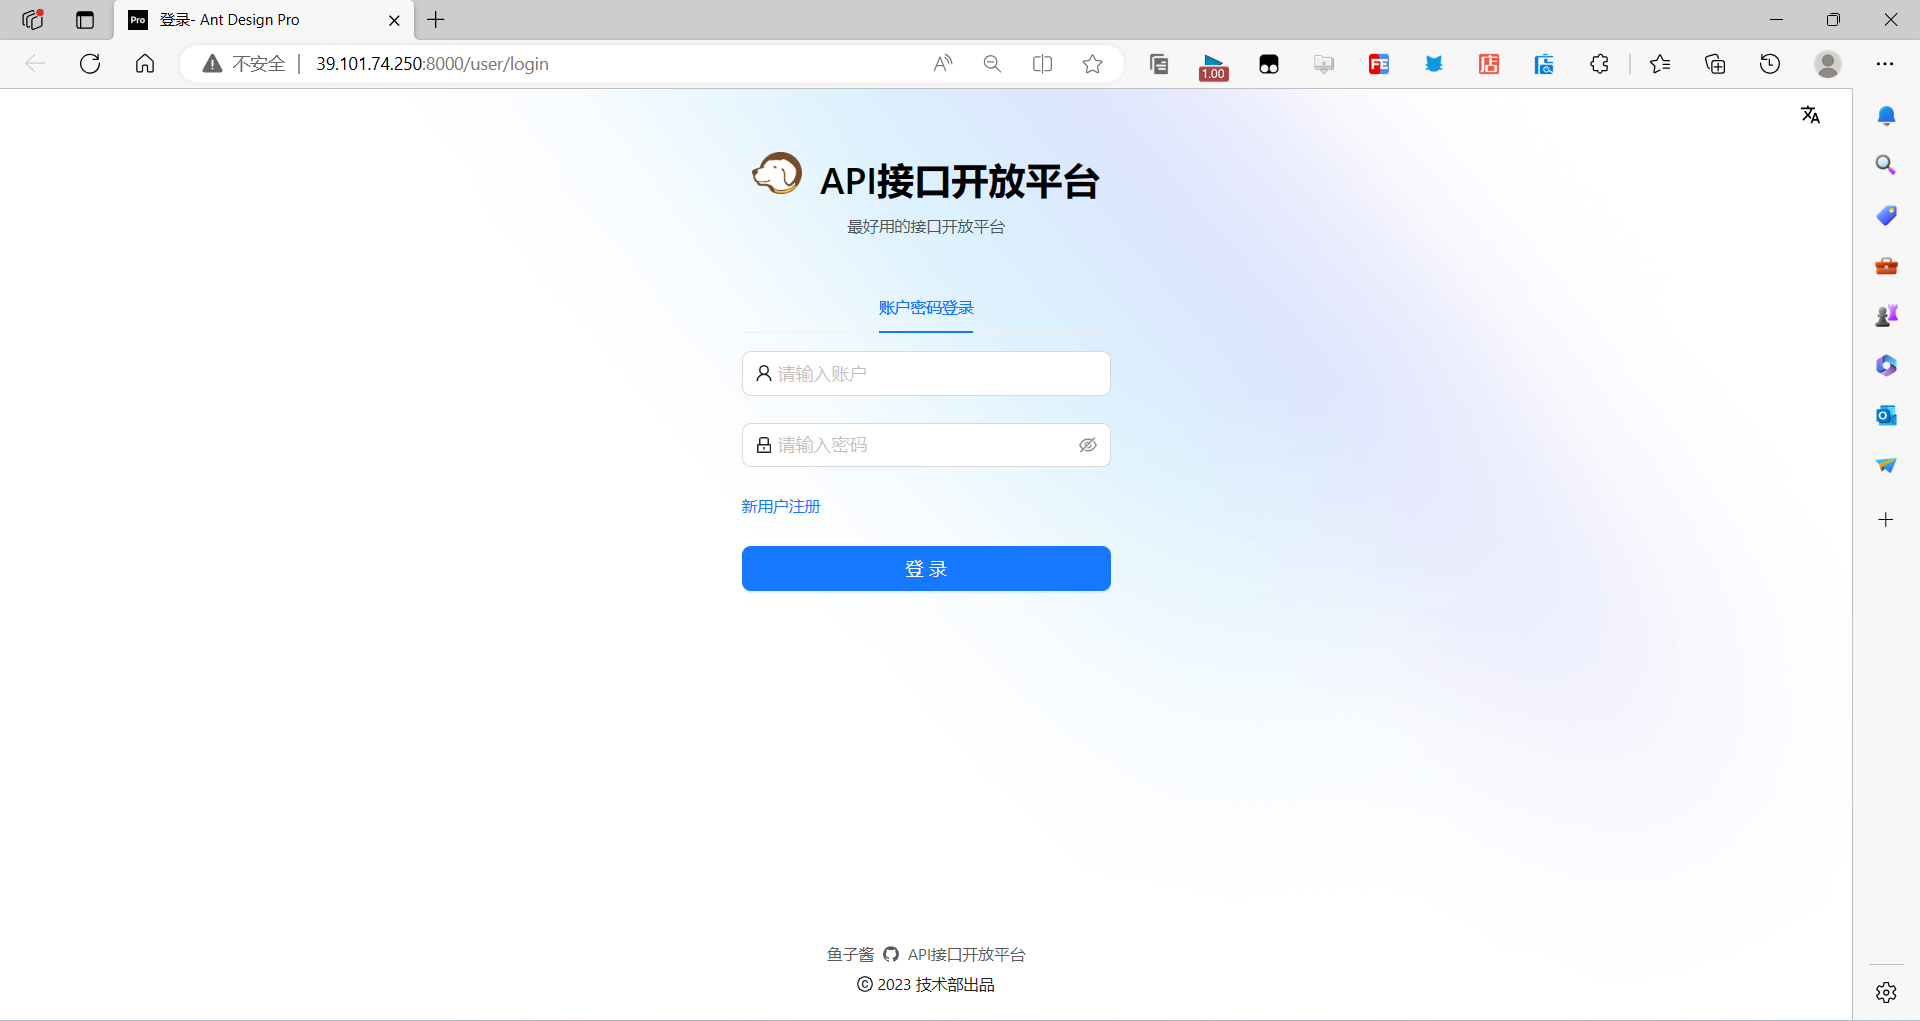 Pro 登录- Ant Design Pro
不安全 39.101.74.250:8000/user/login
1.00
FE
店
API接口开放平台
最好用的接口开放平台
账户密码登录
请输入账户
请输入密码
新用户注册
登 录
鱼子酱 API接口开放平台
© 2023 技术部出品